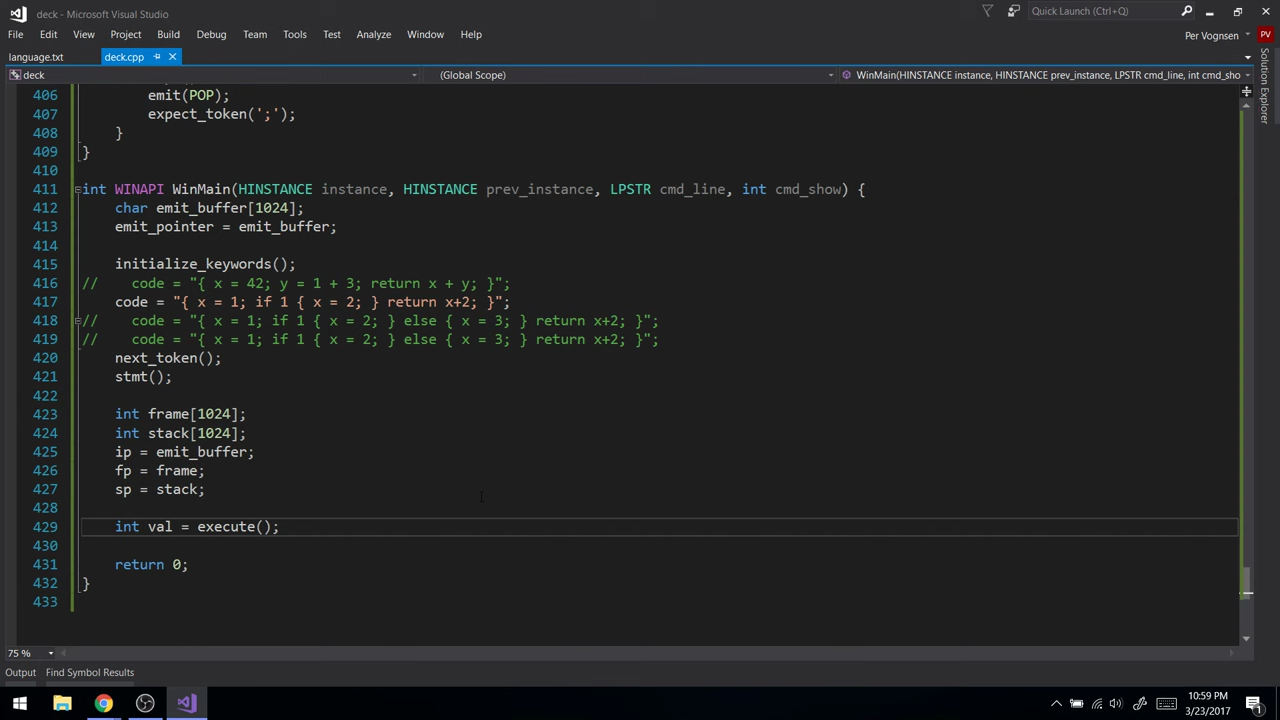 deck - Microsoft Visual Studio
Quick Launch (Ctrl+Q)
File Edit View Project Build Debug Team Tools Test Analyze Window Help
Per Vognsen PV
language.txt deck.cpp
deck (Global Scope) WinMain(HINSTANCE instance, HINSTANCE prev_instance, LPSTR cmd_line, int cmd_sho
Solution Explorer
406 emit(POP);
407 expect_token(';');
408 }
409 }
410
411 int WINAPI WinMain(HINSTANCE instance, HINSTANCE prev_instance, LPSTR cmd_line, int cmd_show) {
412 char emit_buffer[1024];
413 emit_pointer = emit_buffer;
414
415 initialize_keywords();
416 // code = "{ x = 42; y = 1 + 3; return x + y; }";
417 code = "{ x = 1; if 1 { x = 2; } return x+2; }";
418 // code = "{ x = 1; if 1 { x = 2; } else { x = 3; } return x+2; }";
419 // code = "{ x = 1; if 1 { x = 2; } else { x = 3; } return x+2; }";
420 next_token();
421 stmt();
422
423 int frame[1024];
424 int stack[1024];
425 ip = emit_buffer;
426 fp = frame;
427 sp = stack;
428
429 int val = execute();
430
431 return 0;
432 }
433
75 %
Output Find Symbol Results
10:59 PM
3/23/2017
1